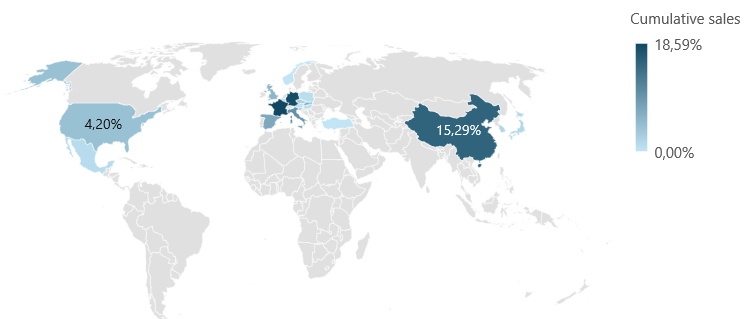 Cumulative sales
18,59%
4,20%
15,29%
0,00%